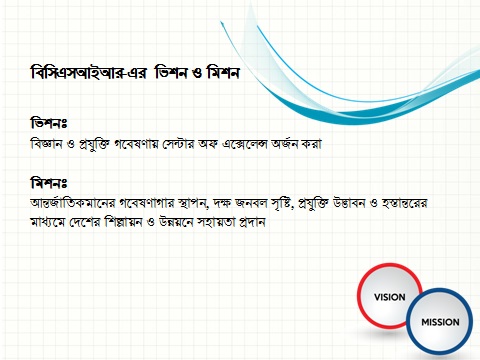 বিসিএসআইআর-এর ভিশন ও মিশন
ভিশনঃ
বিজ্ঞান ও প্রযুক্তি গবেষণায় সেন্টার অফ এক্সেলেন্স অর্জন করা
মিশনঃ
আন্তর্জাতিকমানের গবেষণাগার স্থাপন, দক্ষ জনবল সৃষ্টি, প্রযুক্তি উদ্ভাবন ও হস্তান্তরের
মাধ্যমে দেশের শিল্পায়ন ও উন্নয়নে সহায়তা প্রদান
VISION
MISSION